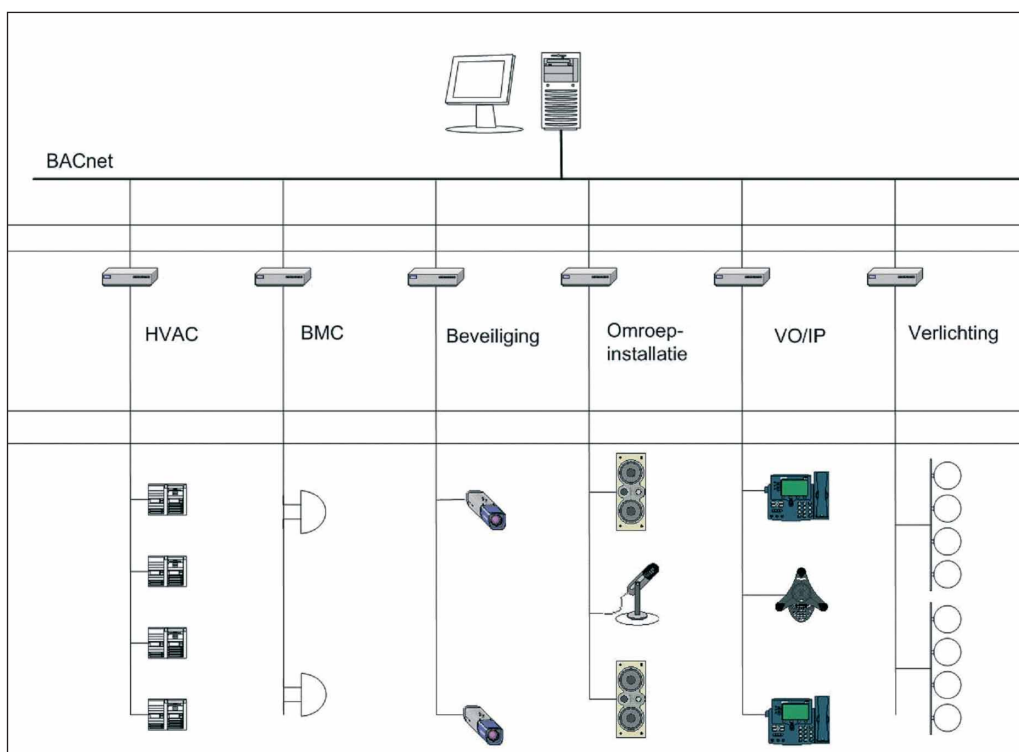 BACnet
HVAC
BMC
Beveiliging
Omroep-
installatie
VO/IP
Verlichting